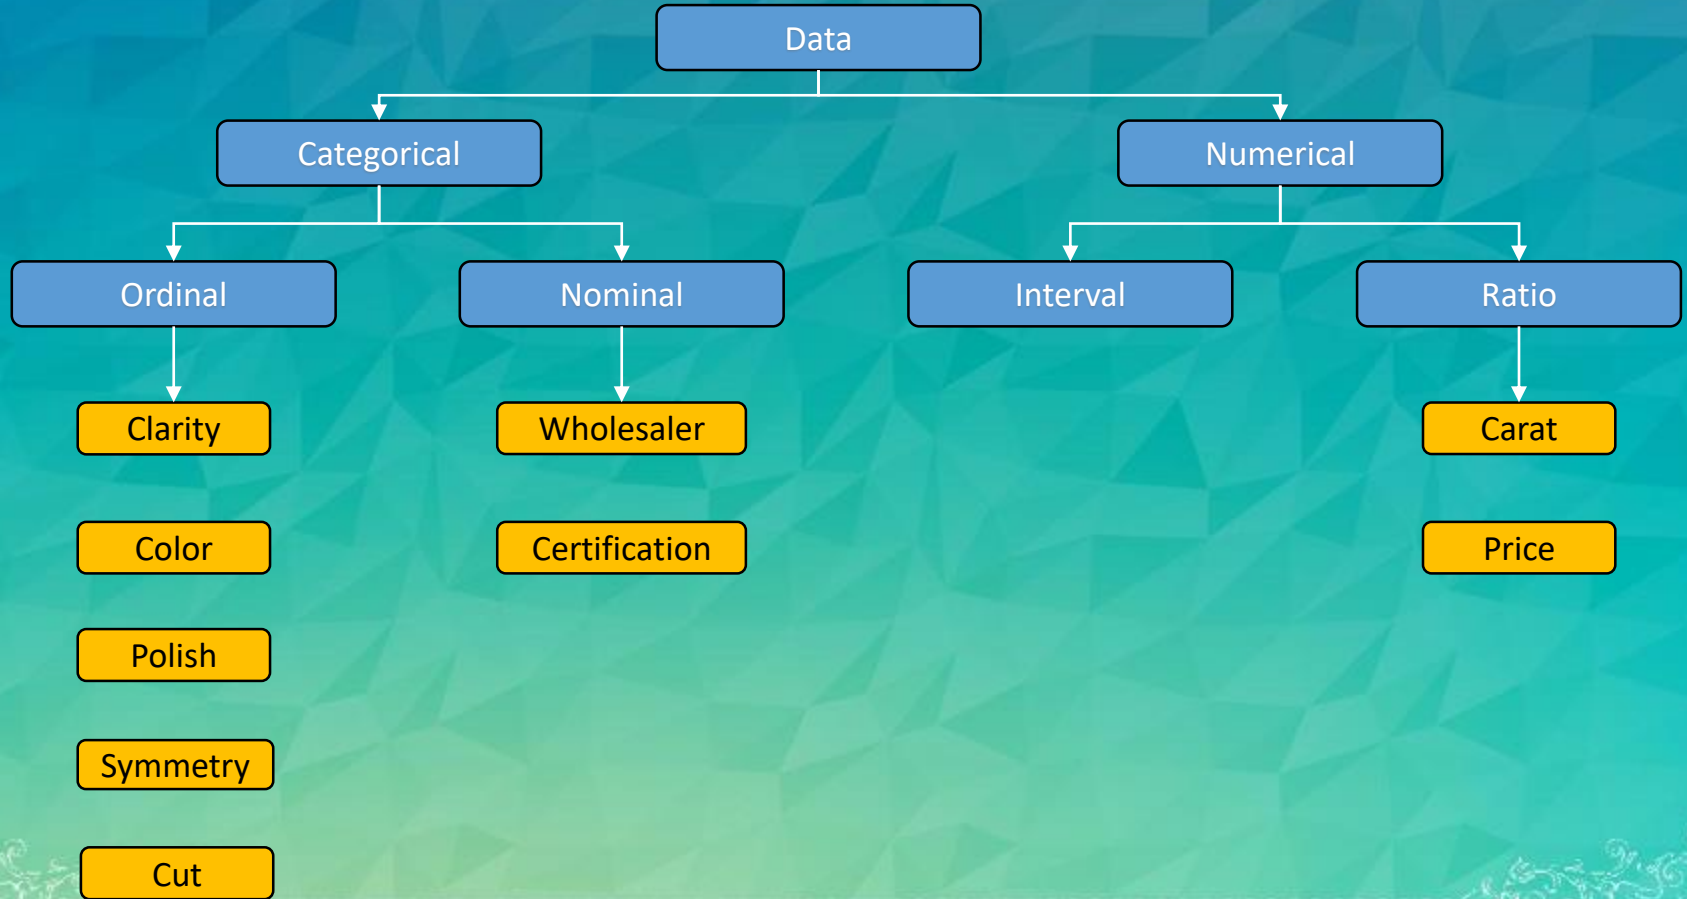 Data
Categorical
Numerical
Ordinal
Nominal
Interval
Ratio
Clarity
Wholesaler
Carat
Color
Certification
Price
Polish
Symmetry
Cut